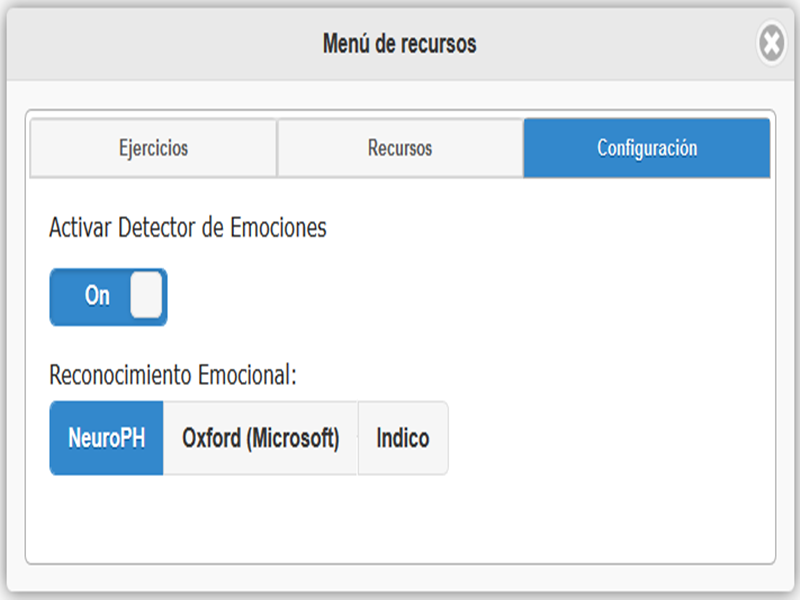 Menú de recursos
Ejercicios Recursos Configuración
Activar Detector de Emociones
On
Reconocimiento Emocional:
NeuroPH Oxford (Microsoft) Indico